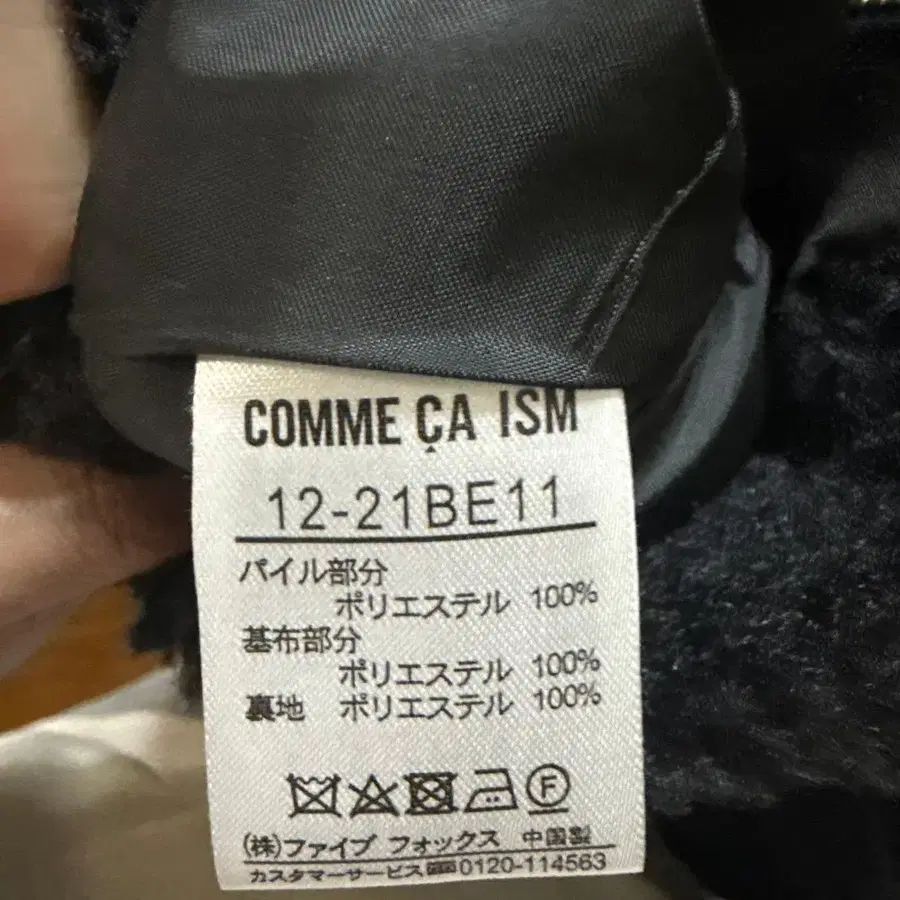 COMME ÇA ISM
12-21BE11
パイル部分
ポリエステル 100%
基布部分
ポリエステル 100%
裏地 ポリエステル 100%
F
(株)ファイブ フォックス 中国製
カスタマーサービス 0120-114563